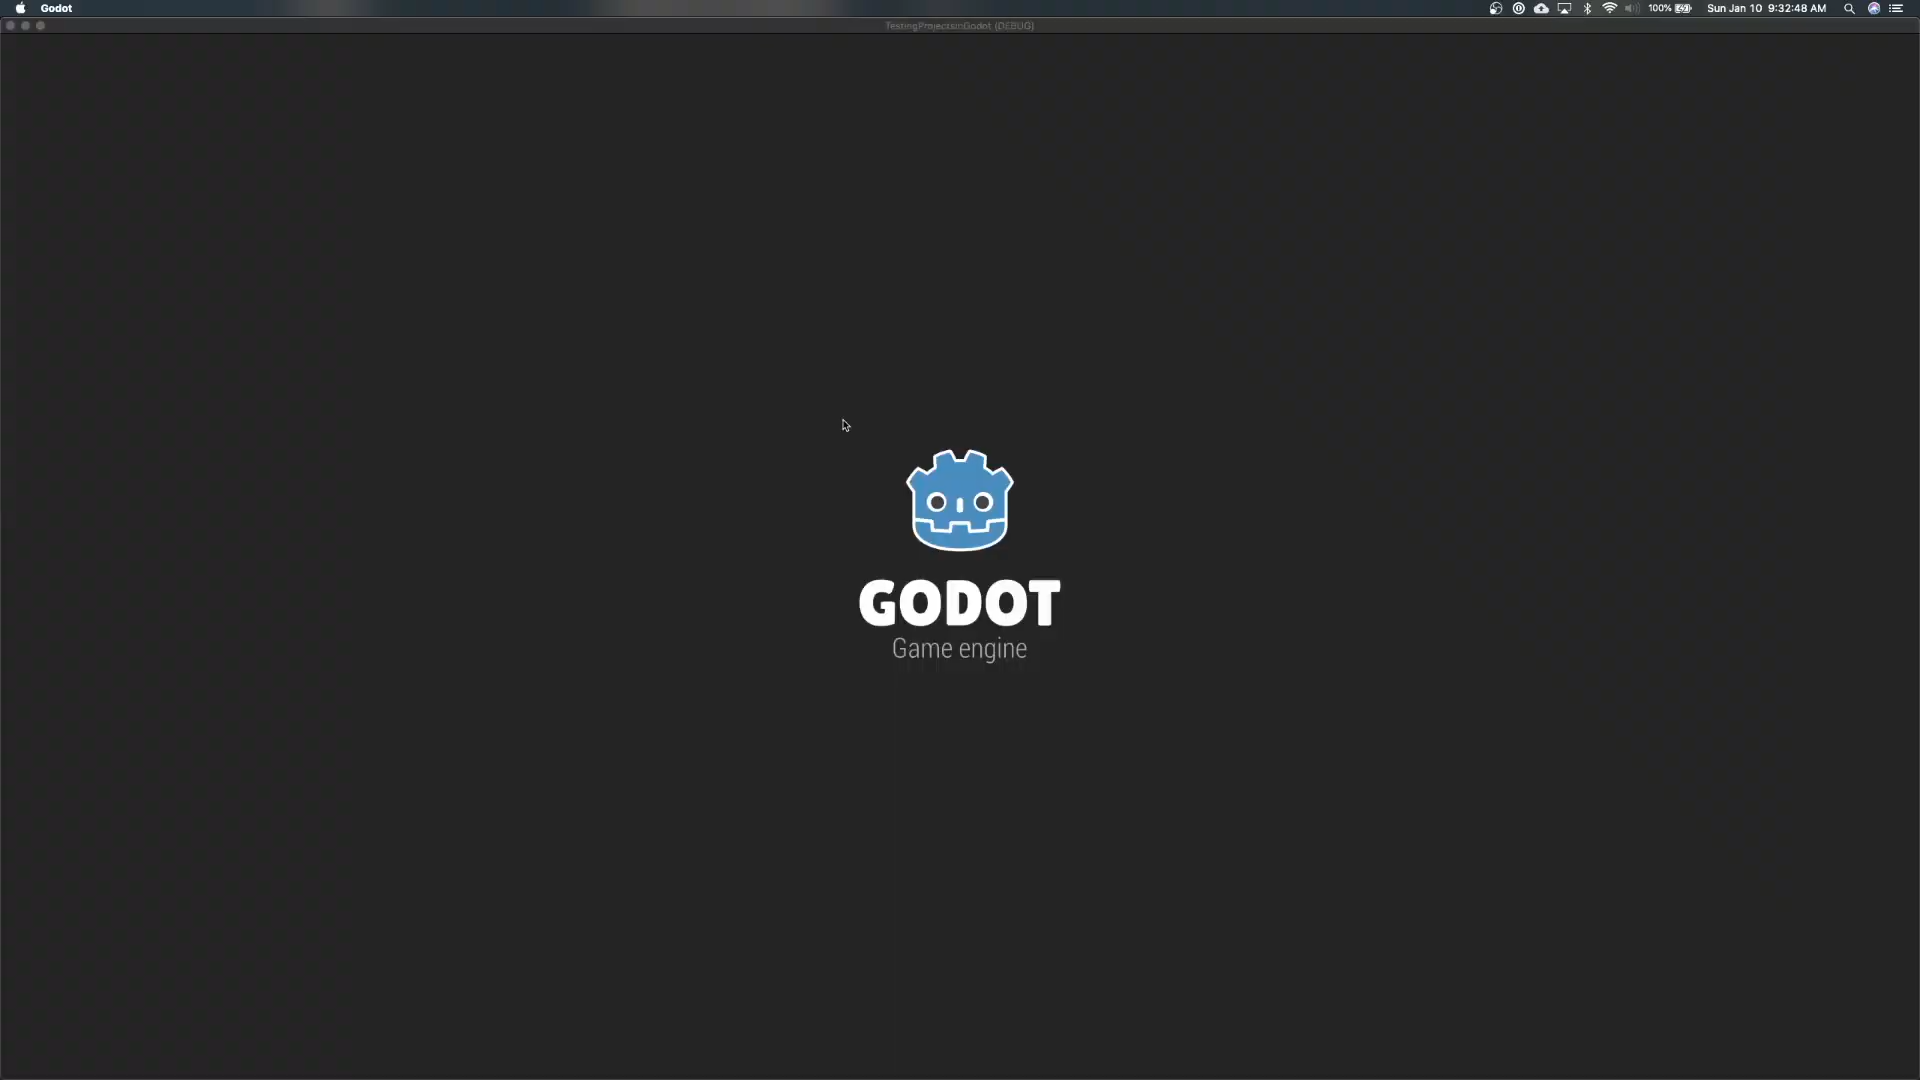 Godot
100%
Sun Jan 10 9:32:48 AM
TestingProjectsInGodot (DEBUG)
GODOT
Game engine